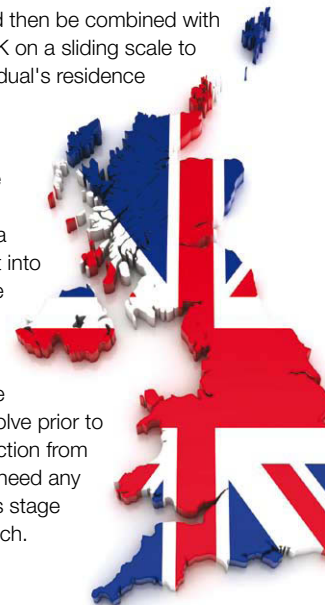 d then be combined with
K on a sliding scale to
dual's residence
e
a
t into
e
e
olve prior to
ction from
need any
s stage
ch.